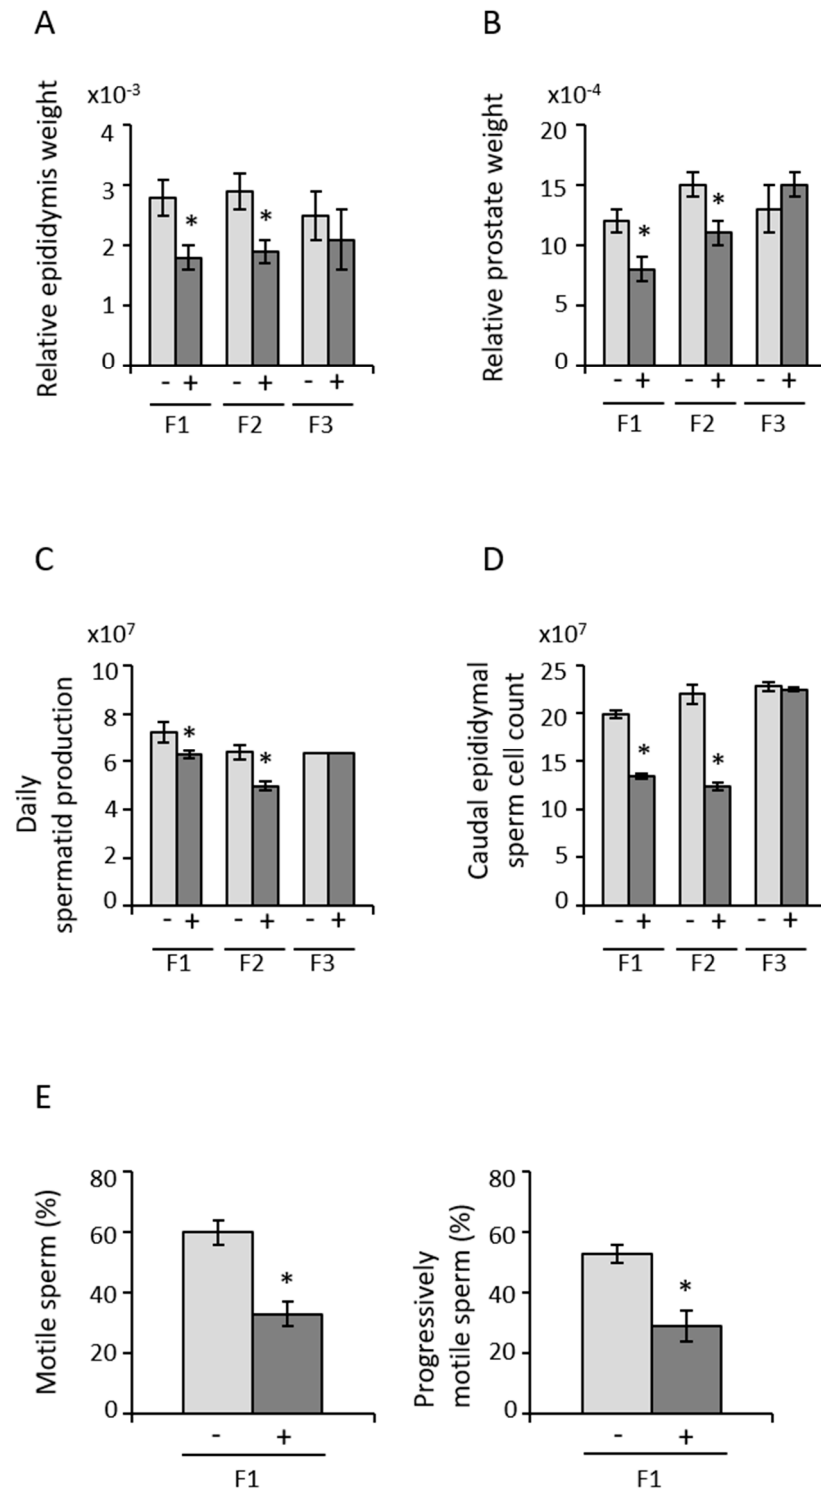 A
x10-3
Relative epididymis weight
4
3
2
1
0
*
*
- + - + - +
F1 F2 F3
B
x10-4
Relative prostate weight
20
15
10
5
0
*
*
- + - + - +
F1 F2 F3
C
x107
Daily
spermatid production
10
8
6
4
2
0
*
*
- + - + - +
F1 F2 F3
D
x107
Caudal epididymal
sperm cell count
25
20
15
10
5
0
*
*
- + - + - +
F1 F2 F3
E
Motile sperm (%)
80
60
40
20
0
*
- +
F1
Progressively
motile sperm (%)
80
60
40
20
0
*
- +
F1